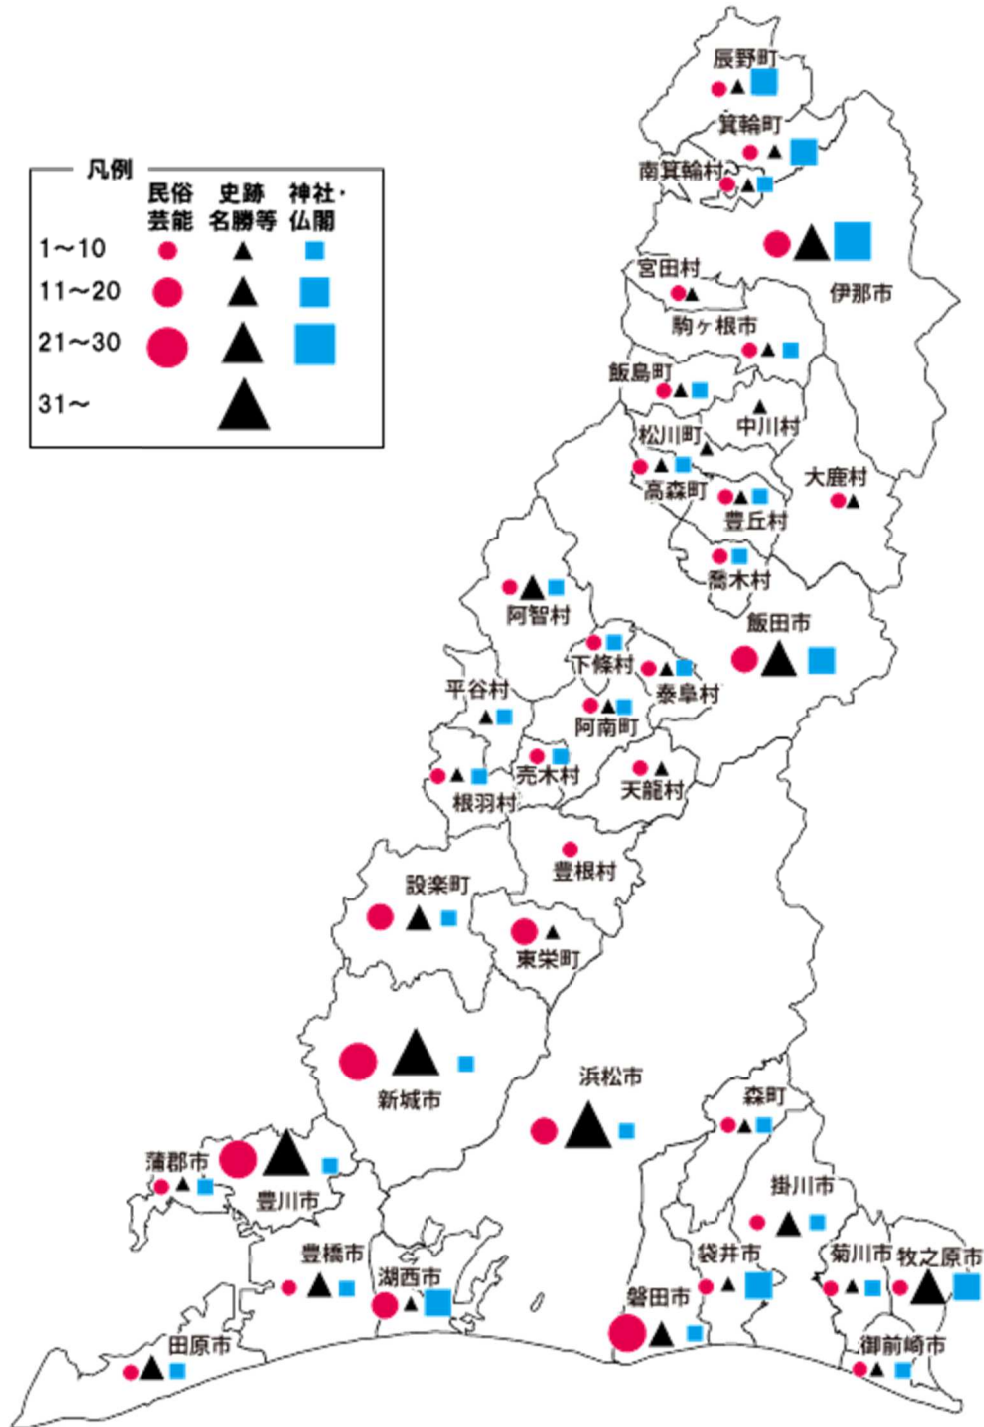 凡例
民俗
芸能
史跡
名勝等
神社・
仏閣
1～10
11～20
21～30
31～
辰野町
箕輪町
南箕輪村
伊那市
宮田村
駒ヶ根市
飯島町
中川村
松川町
大鹿村
高森町
豊丘村
喬木村
阿智村
飯田市
下條村
泰阜村
平谷村
阿南町
売木村
天龍村
根羽村
豊根村
設楽町
東栄町
新城市
浜松市
森町
蒲郡市
豊川市
掛川市
豊橋市
湖西市
袋井市
菊川市
牧之原市
磐田市
田原市
御前崎市